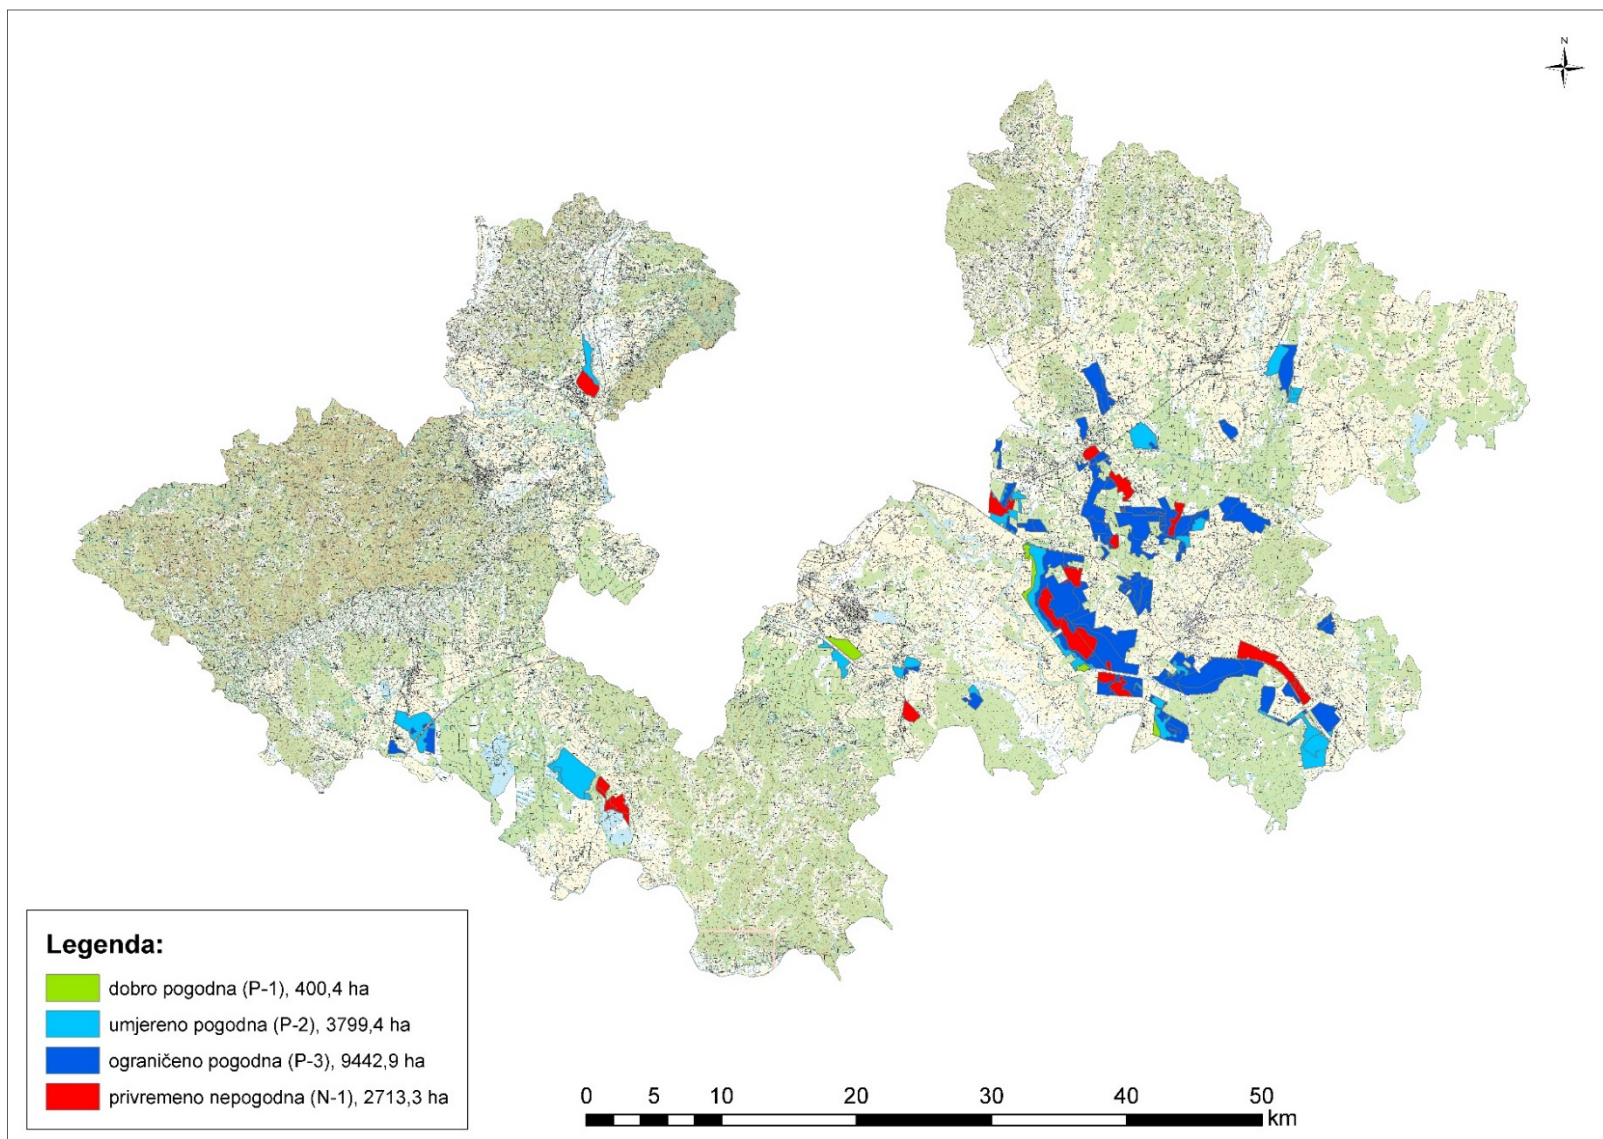 N
Legenda:
dobro pogodna (P-1), 400,4 ha
umjereno pogodna (P-2), 3799,4 ha
ograničeno pogodna (P-3), 9442,9 ha
privremeno nepogodna (N-1), 2713,3 ha
0 5 10 20 30 40 50
km